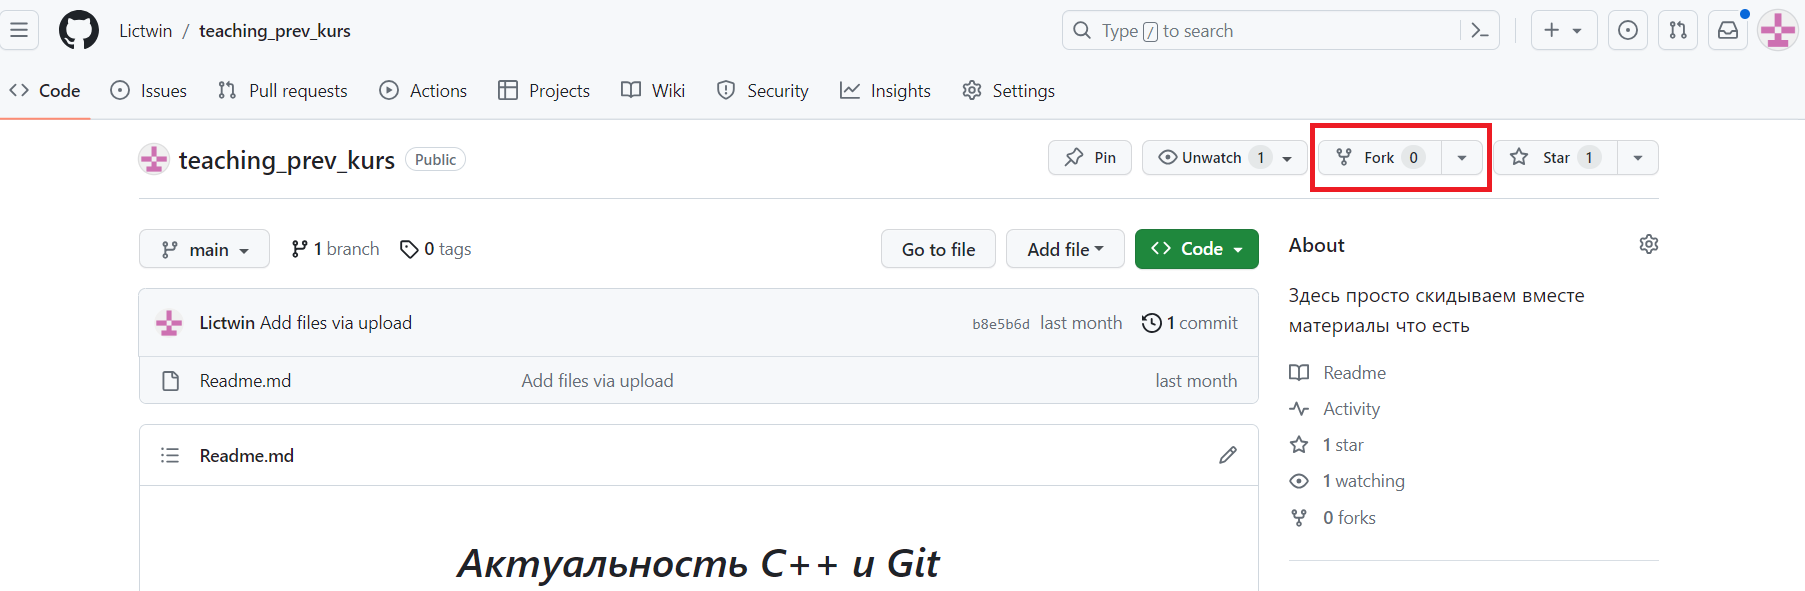 Lictwin / teaching_prev_kurs
Type / to search
Code Issues Pull requests Actions Projects Wiki Security Insights Settings
teaching_prev_kurs Public
Pin Unwatch 1 Fork 0 Star 1
main 1 branch 0 tags Go to file Add file Code
Lictwin Add files via upload b8e5b6d last month 1 commit
Readme.md Add files via upload last month
Readme.md
Актуальность C++ и Git
About
Здесь просто скидываем вместе
материалы что есть
Readme
Activity
1 star
1 watching
0 forks